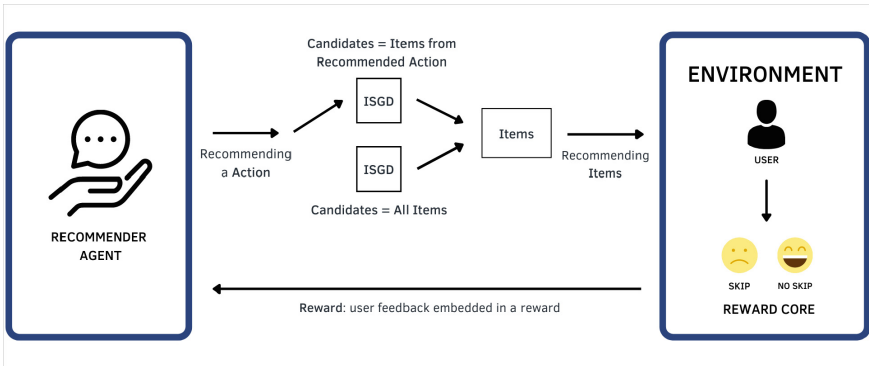 RECOMMENDER
AGENT
Recommending
a Action
Candidates = Items from
Recommended Action
ISGD
ISGD
Candidates = All Items
Items
Recommending
Items
ENVIRONMENT
USER
SKIP
NO SKIP
REWARD CORE
Reward: user feedback embedded in a reward